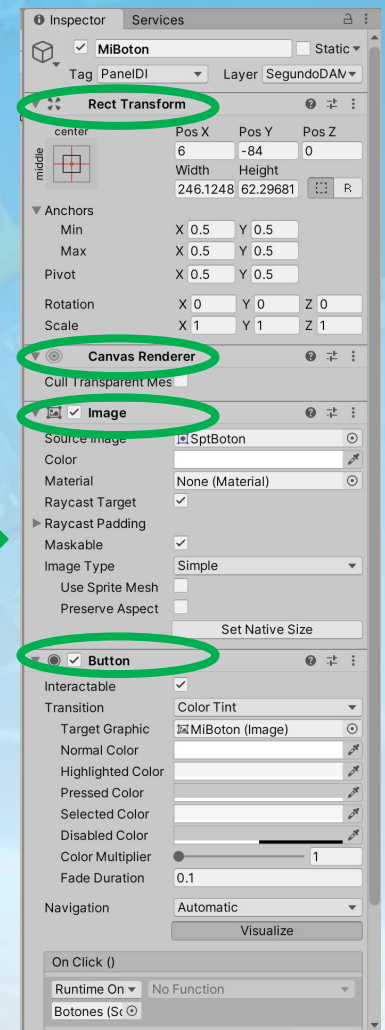 Inspector Services
MiBoton Static
Tag PanelDI Layer SegundoDAM
Rect Transform
center Pos X Pos Y Pos Z
middle 6 -84 0
Width Height
246.1248 62.29681 R
Anchors
Min X 0.5 Y 0.5
Max X 0.5 Y 0.5
Pivot X 0.5 Y 0.5
Rotation X 0 Y 0 Z 0
Scale X 1 Y 1 Z 1
Canvas Renderer
Cull Transparent Mes
Image
Source Image SptBoton
Color
Material None (Material)
Raycast Target
Raycast Padding
Maskable
Image Type Simple
Use Sprite Mesh
Preserve Aspect
Set Native Size
Button
Interactable
Transition Color Tint
Target Graphic MiBoton (Image)
Normal Color
Highlighted Color
Pressed Color
Selected Color
Disabled Color
Color Multiplier 1
Fade Duration 0.1
Navigation Automatic
Visualize
On Click ()
Runtime On No Function
Botones (Sc